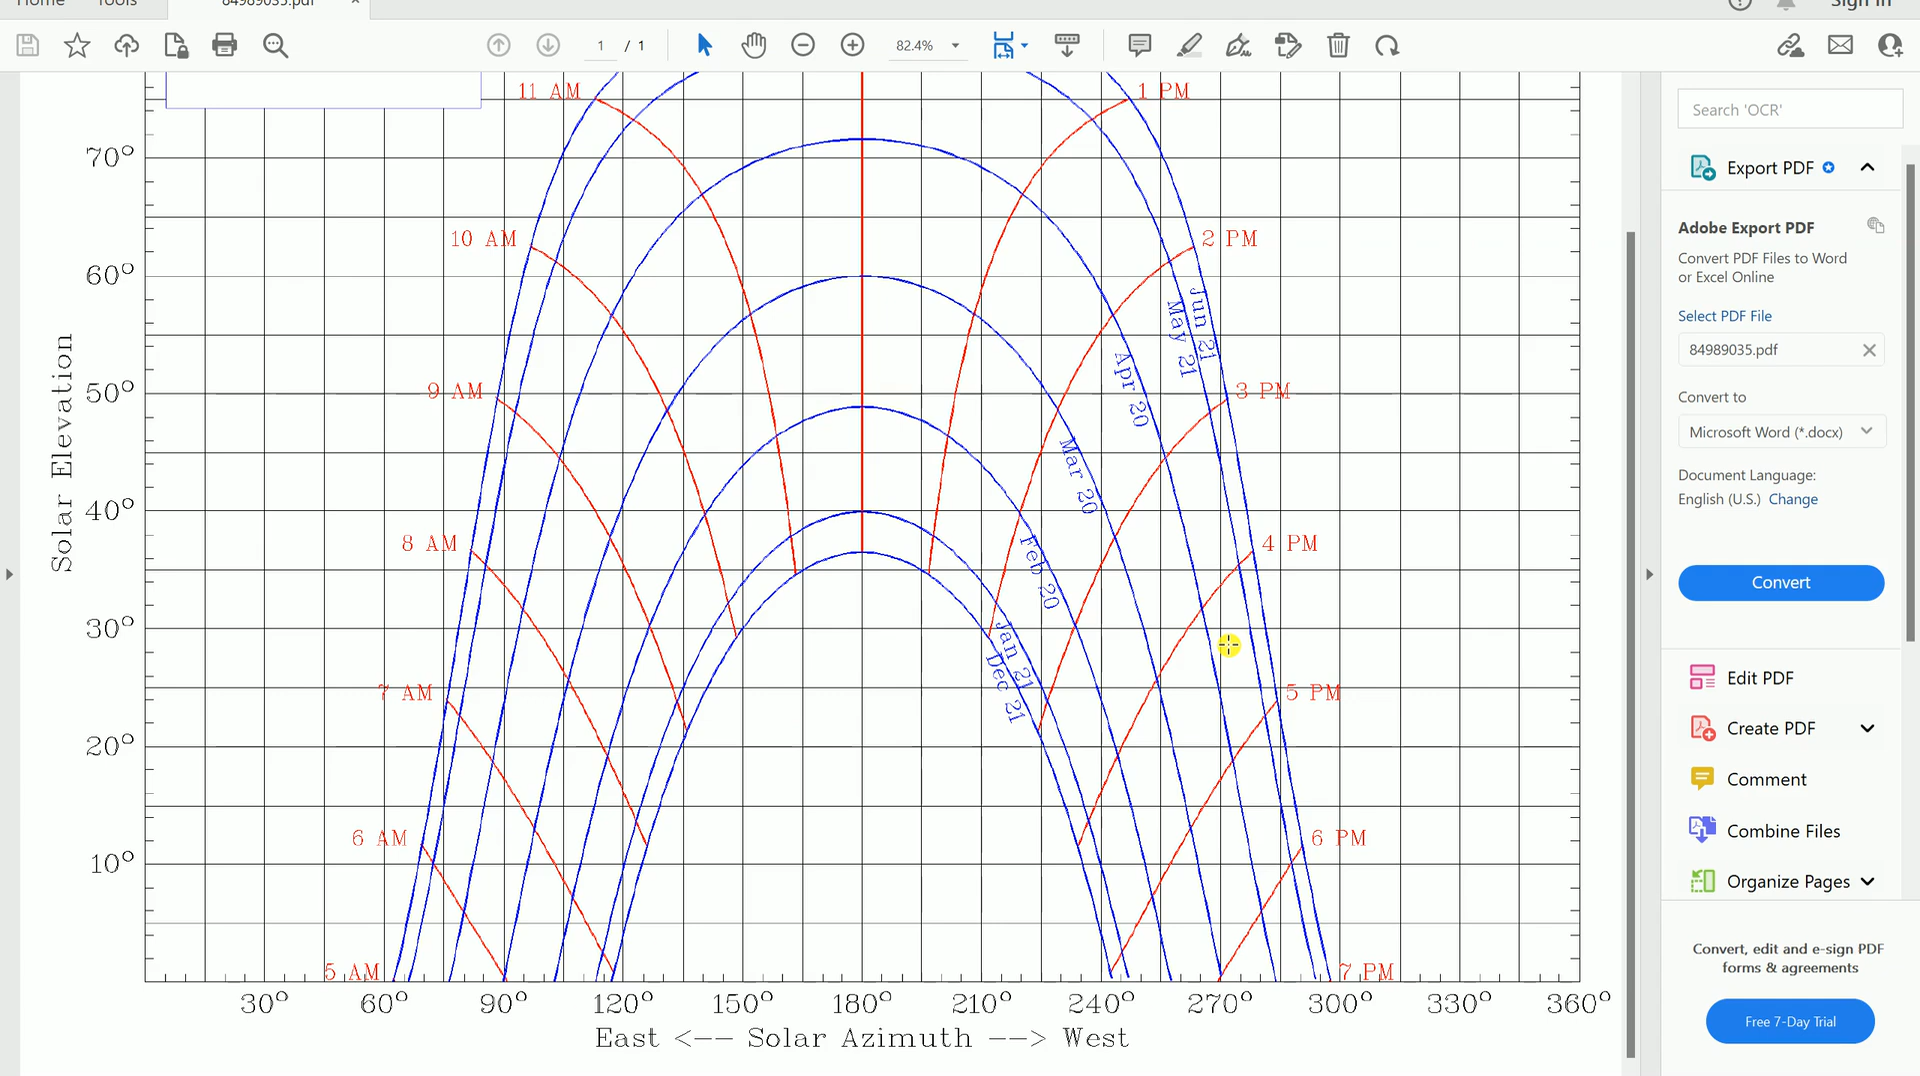 Home Tools 84989035.pdf × Sign In
1 / 1 82.4%
11 AM 1 PM
70°
10 AM 2 PM
60°
Jun 21
May 21
Apr 20
50°
9 AM 3 PM
Mar 20
Solar Elevation
40°
8 AM 4 PM
Feb 20
30°
Jan 21
Dec 21
7 AM 5 PM
20°
6 AM 6 PM
10°
5 AM 7 PM
30° 60° 90° 120° 150° 180° 210° 240° 270° 300° 330° 360°
East <-- Solar Azimuth --> West
Search 'OCR'
Export PDF
Adobe Export PDF
Convert PDF Files to Word
or Excel Online
Select PDF File
84989035.pdf
Convert to
Microsoft Word (*.docx)
Document Language:
English (U.S.) Change
Convert
Edit PDF
Create PDF
Comment
Combine Files
Organize Pages
Convert, edit and e-sign PDF
forms & agreements
Free 7-Day Trial